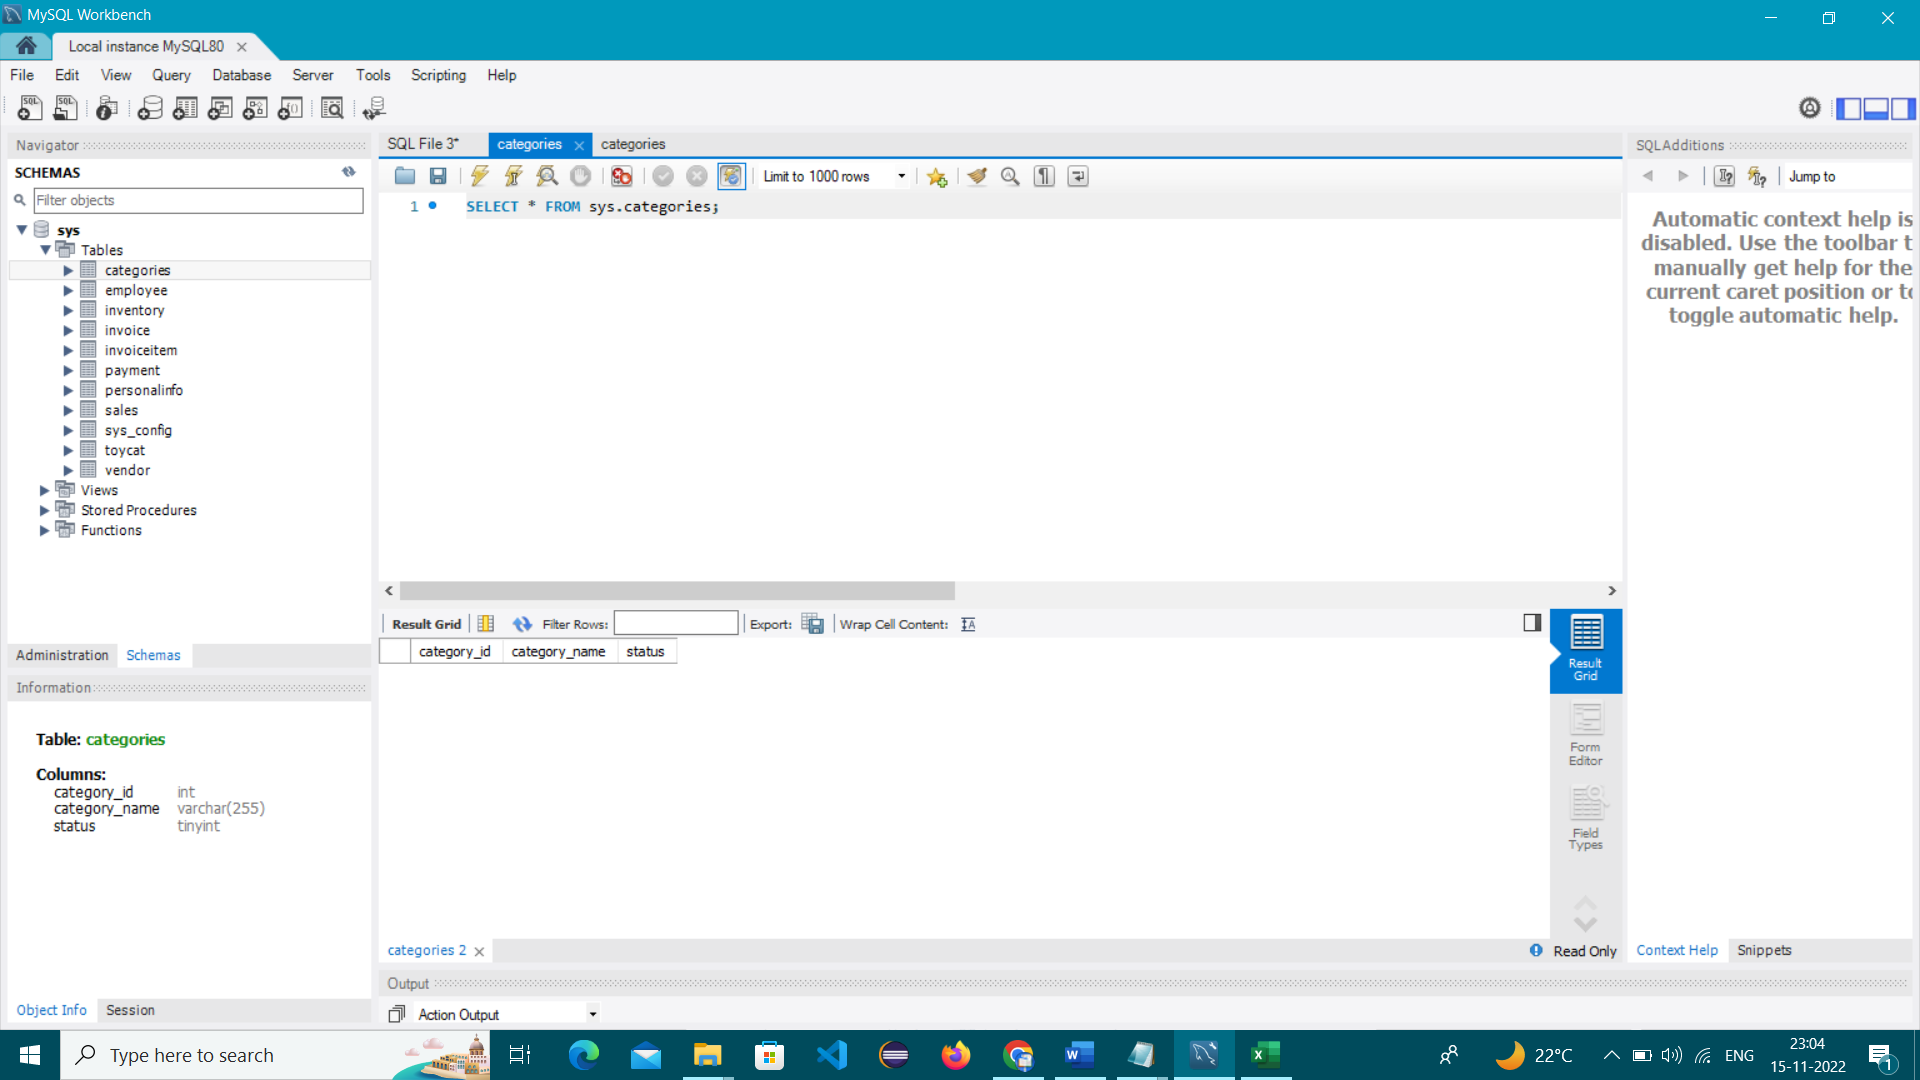 MySQL Workbench
Local instance MySQL80
File Edit View Query Database Server Tools Scripting Help
Navigator
SCHEMAS
Filter objects
sys
Tables
categories
employee
inventory
invoice
invoiceitem
payment
personalinfo
sales
sys_config
toycat
vendor
Views
Stored Procedures
Functions
Administration Schemas
Information
Table: categories
Columns:
category_id int
category_name varchar(255)
status tinyint
Object Info Session
SQL File 3* categories categories
Limit to 1000 rows
1 SELECT * FROM sys.categories;
Result Grid Filter Rows: Export: Wrap Cell Content:
category_id category_name status
Result
Grid
Form
Editor
Field
Types
categories 2
Read Only
Output
Action Output
SQLAdditions
Jump to
Automatic context help is
disabled. Use the toolbar t
manually get help for the
current caret position or to
toggle automatic help.
Context Help Snippets
Type here to search
22°C
ENG
23:04
15-11-2022
1